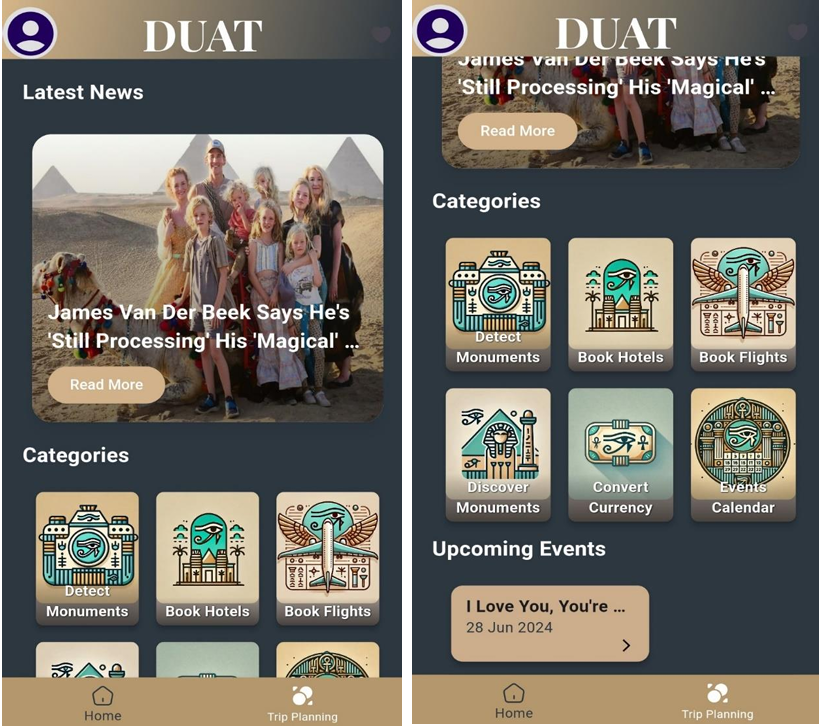 DUAT
Latest News
James Van Der Beek Says He's
'Still Processing' His 'Magical' ...
Read More
Categories
Detect
Monuments
Book Hotels
Book Flights
Home
Trip Planning
DUAT
James Van Der Beek Says He's
'Still Processing' His 'Magical' ...
Read More
Categories
Detect
Monuments
Book Hotels
Book Flights
Discover
Monuments
Convert
Currency
Events
Calendar
Upcoming Events
I Love You, You're ...
28 Jun 2024
Home
Trip Planning